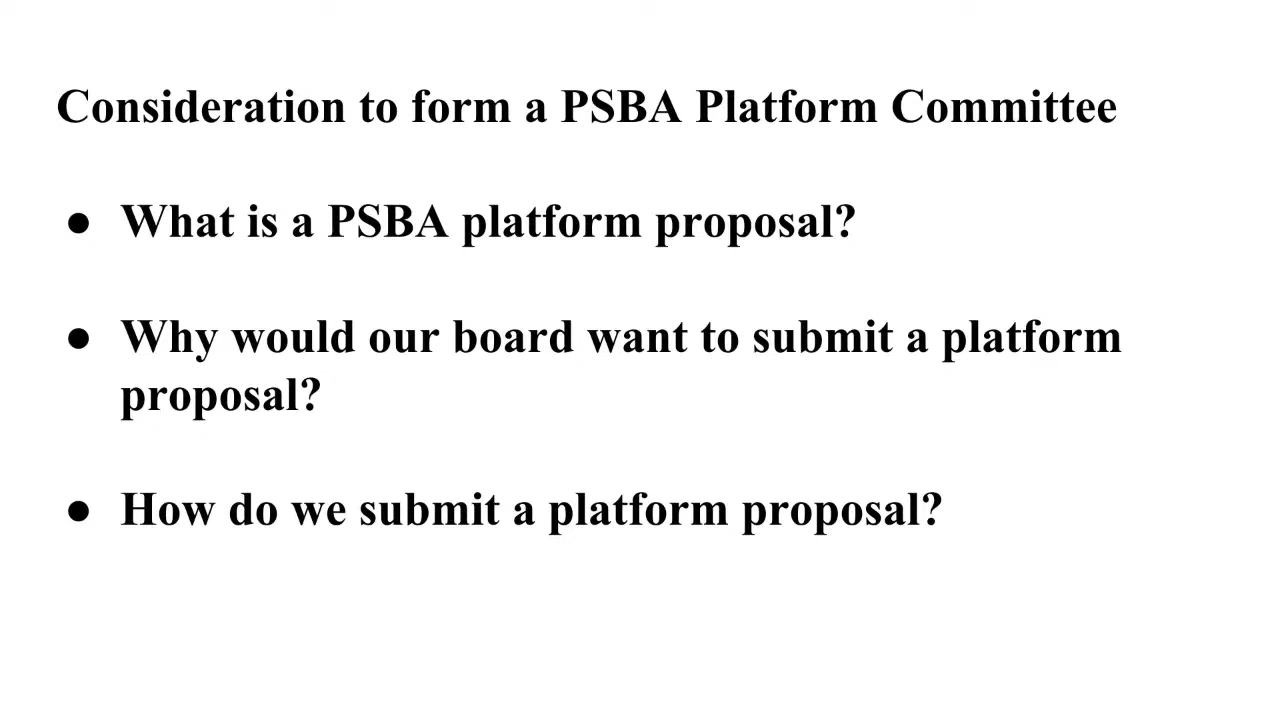 Consideration to form a PSBA Platform Committee
● What is a PSBA platform proposal?
● Why would our board want to submit a platform
proposal?
● How do we submit a platform proposal?